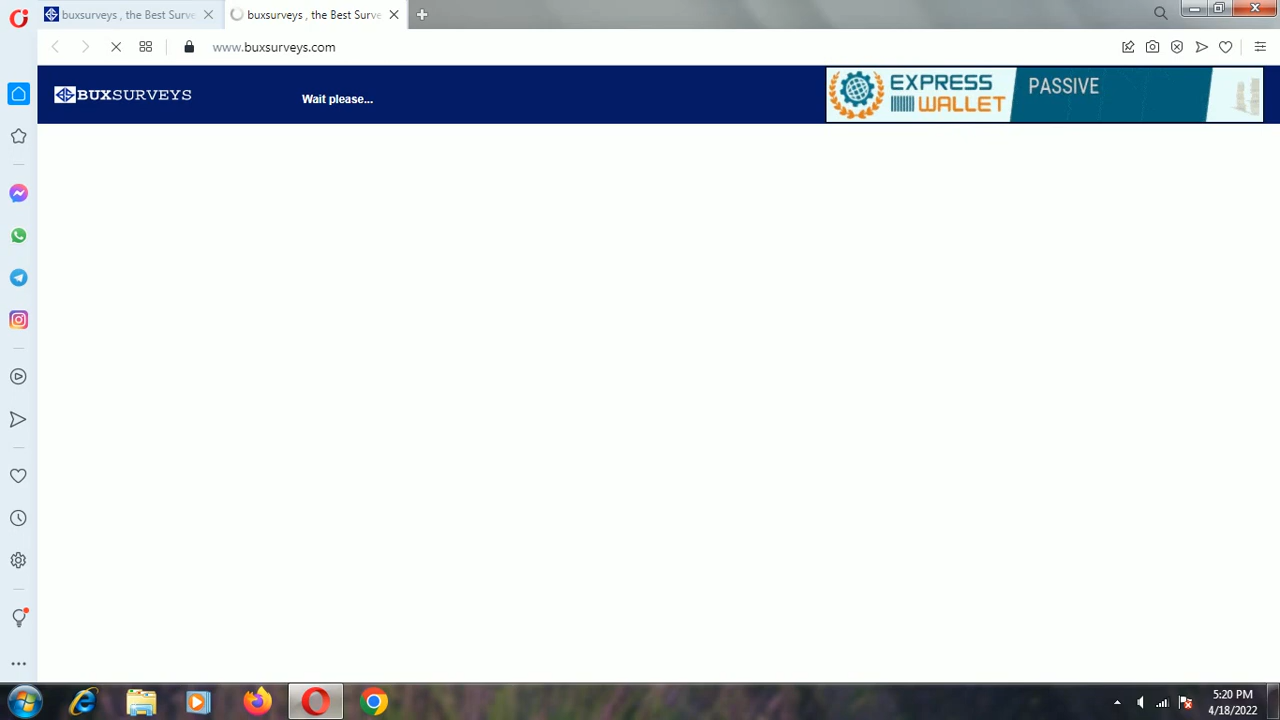 buxsurveys , the Best Surve
buxsurveys , the Best Surve
www.buxsurveys.com
BUXSURVEYS
Wait please...
EXPRESS
WALLET
PASSIVE
5:20 PM
4/18/2022